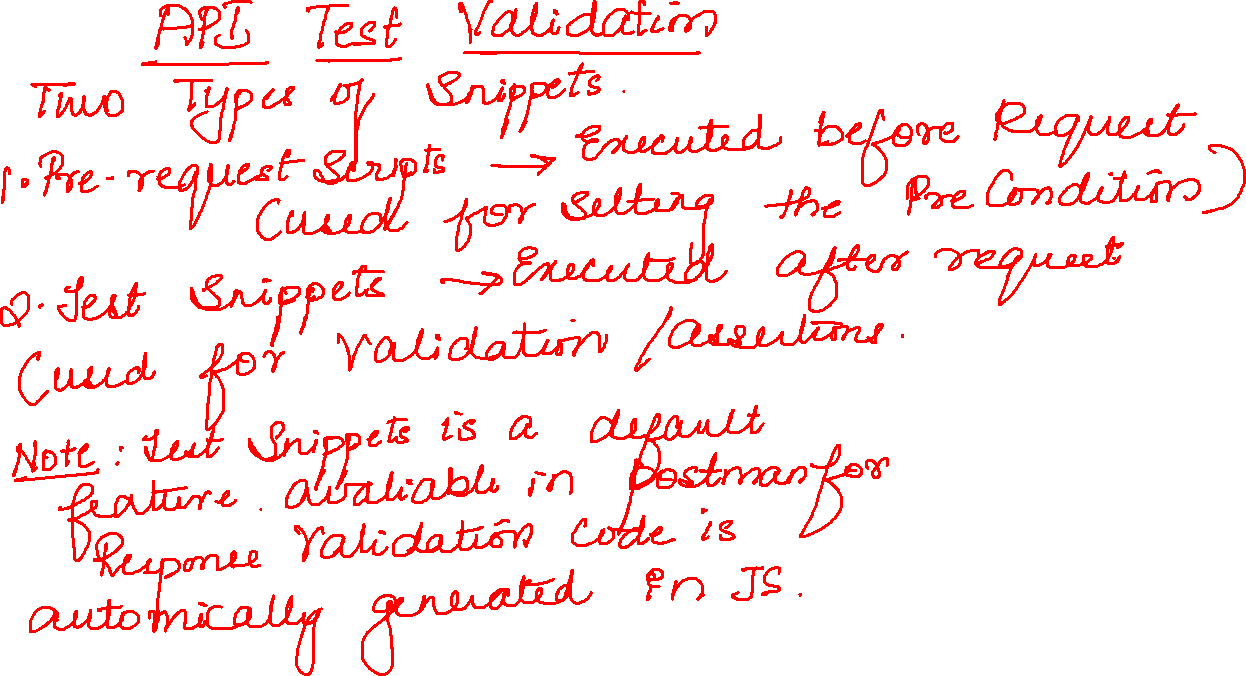 API Test Validation
Two Types of Snippets.
1. Pre-request Scripts → Executed before Request
(used for setting the Pre Condition)
2. Test Snippets → Executed after request
(used for Validation / assertions.
Note: Test Snippets is a default
feature. avaliable in postman for
Response Validation code is
automically generated in JS.